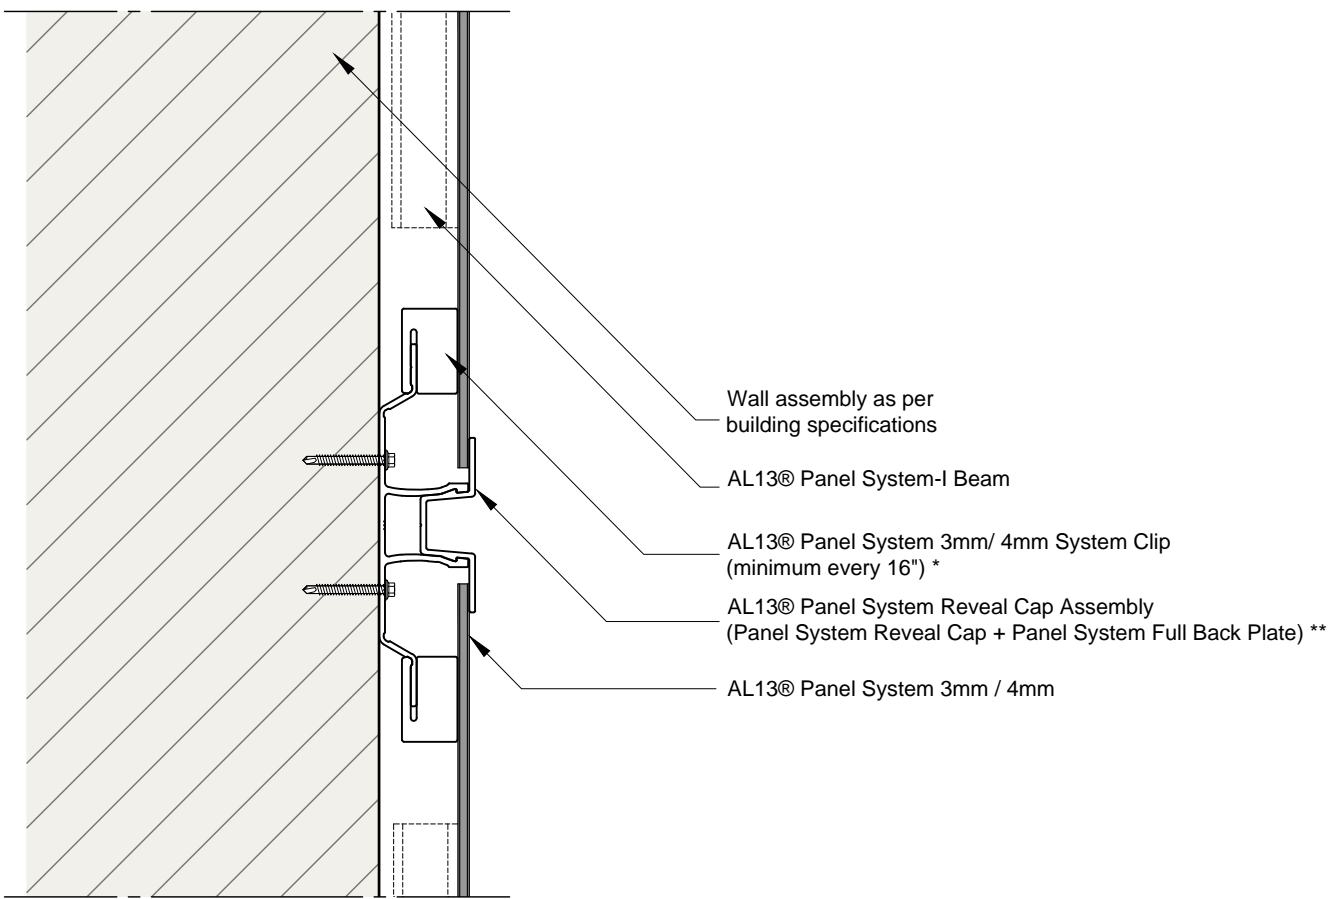 Wall assembly as per
building specifications
AL13® Panel System-I Beam
AL13® Panel System 3mm/ 4mm System Clip
(minimum every 16") *
AL13® Panel System Reveal Cap Assembly
(Panel System Reveal Cap + Panel System Full Back Plate) **
AL13® Panel System 3mm / 4mm